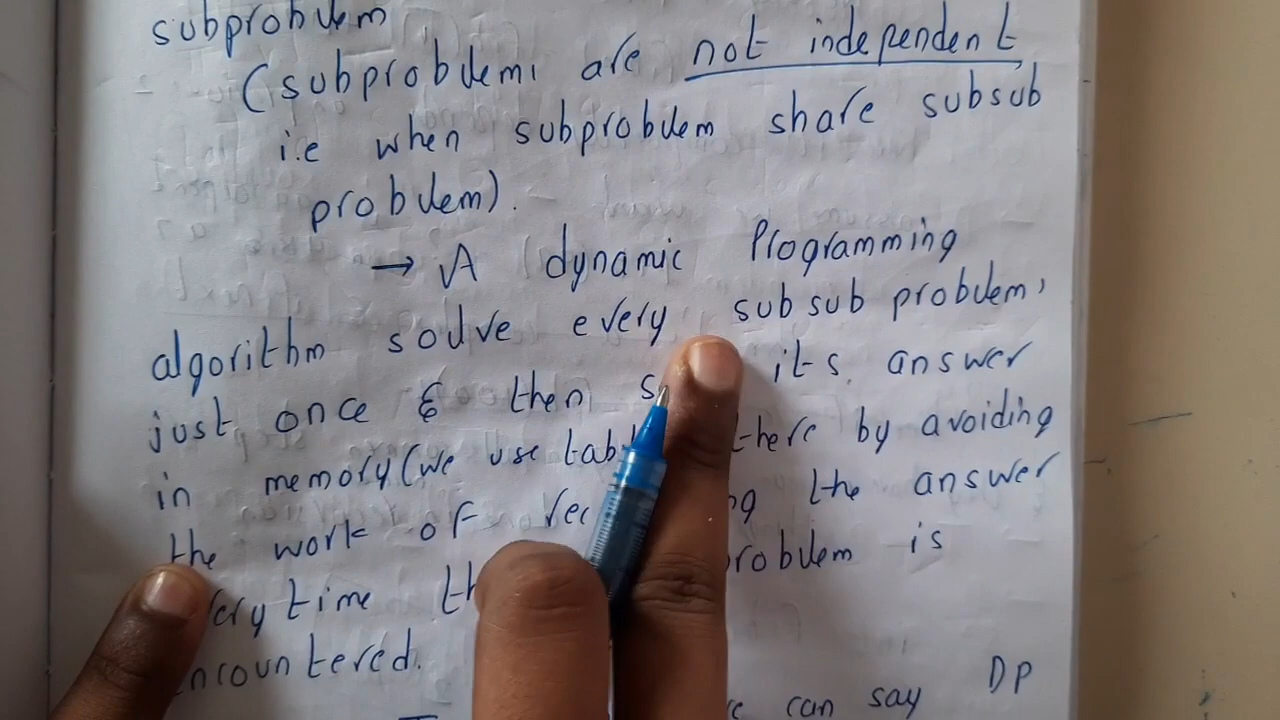 subproblem
(subproblems are not independent
i.e when subproblem share subsub
problem).
→ A dynamic Programming
algorithm solve every subsub problems
just once & then its answer
in memory (we use there by avoiding
the work of the answer
time problem is
encountered.
can say DP